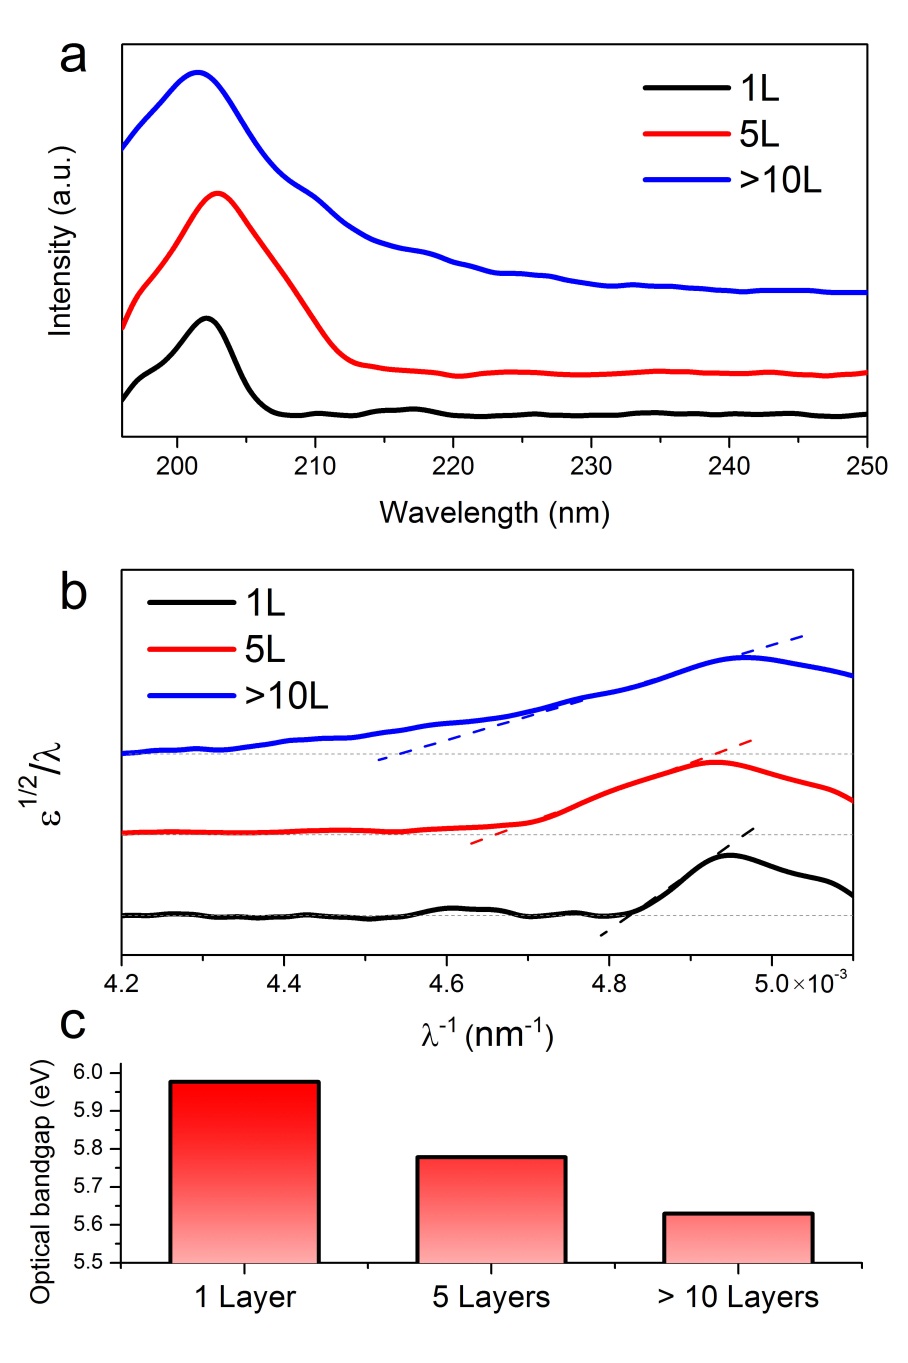 a
1L
5L
>10L
Intensity (a.u.)
200 210 220 230 240 250
Wavelength (nm)
b
1L
5L
>10L
ε^1/2/λ
4.2 4.4 4.6 4.8 5.0×10^-3
λ^-1 (nm^-1)
c
Optical bandgap (eV)
6.0
5.9
5.8
5.7
5.6
5.5
1 Layer 5 Layers > 10 Layers